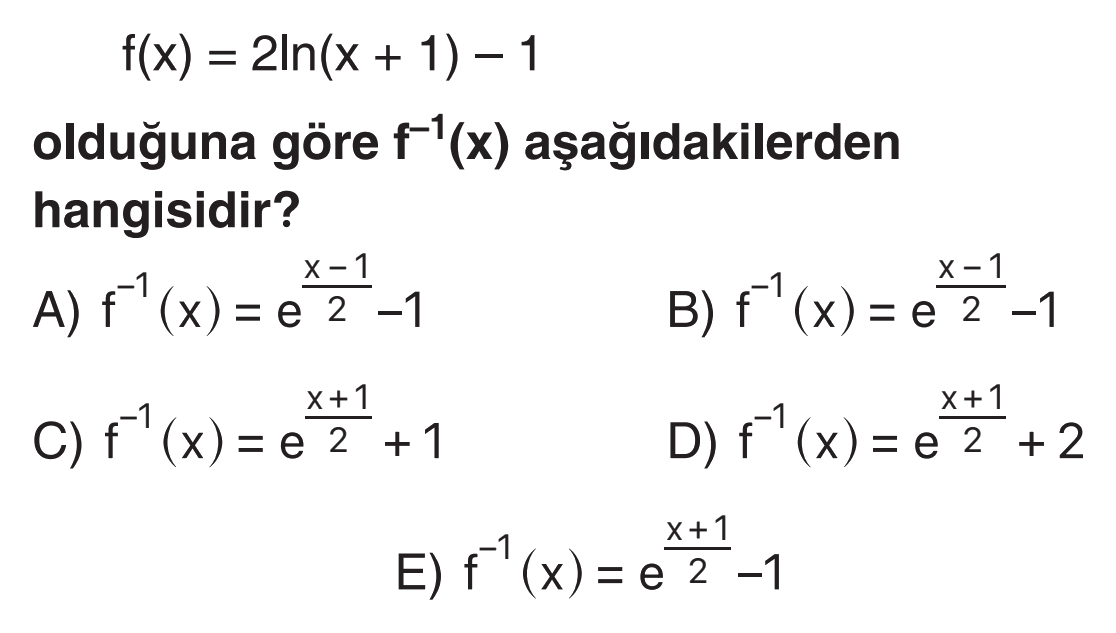 f(x) = 2ln(x + 1) – 1
olduğuna göre f⁻¹(x) aşağıdakilerden
hangisidir?
A) f⁻¹(x) = e^((x – 1)/2) –1 B) f⁻¹(x) = e^((x – 1)/2) –1
C) f⁻¹(x) = e^((x + 1)/2) + 1 D) f⁻¹(x) = e^((x + 1)/2) + 2
E) f⁻¹(x) = e^((x + 1)/2) –1